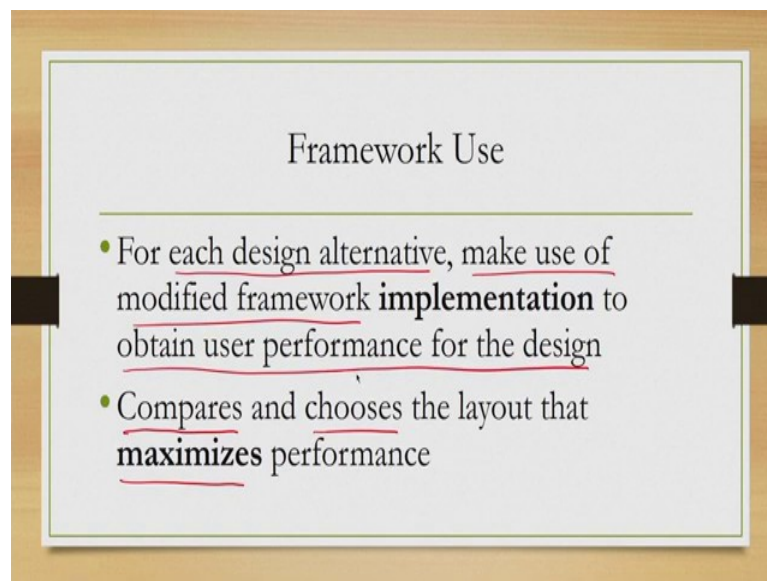 Framework Use
• For each design alternative, make use of
modified framework implementation to
obtain user performance for the design
• Compares and chooses the layout that
maximizes performance